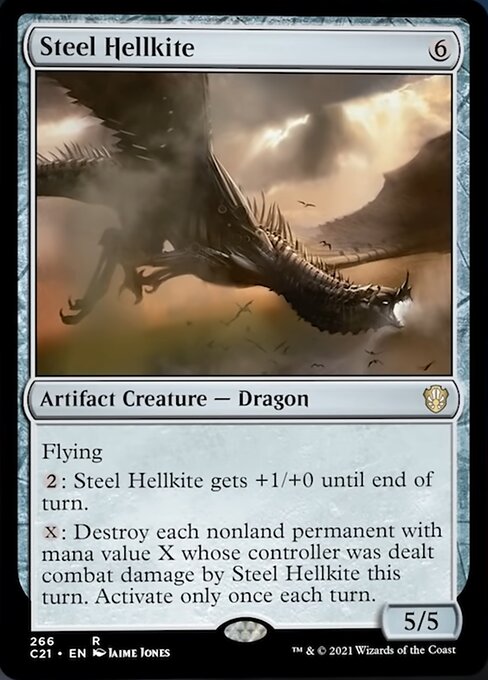 Steel Hellkite 6
Artifact Creature — Dragon
Flying
2: Steel Hellkite gets +1/+0 until end of
turn.
X: Destroy each nonland permanent with
mana value X whose controller was dealt
combat damage by Steel Hellkite this
turn. Activate only once each turn.
5/5
266 R
C21 • EN Jaime Jones
™ & © 2021 Wizards of the Coast